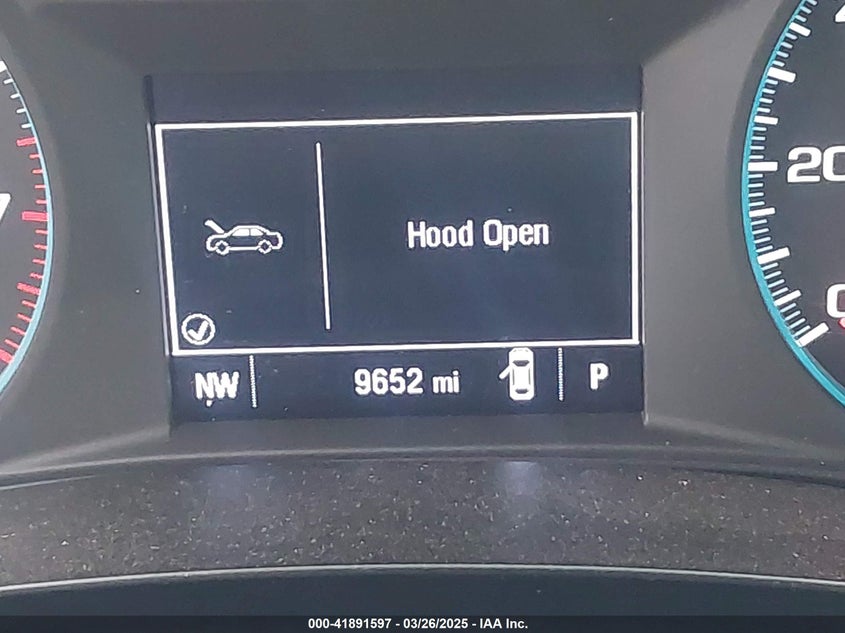 Hood Open
NW
9652 mi
P
20
000-41891597 - 03/26/2025 - IAA Inc.